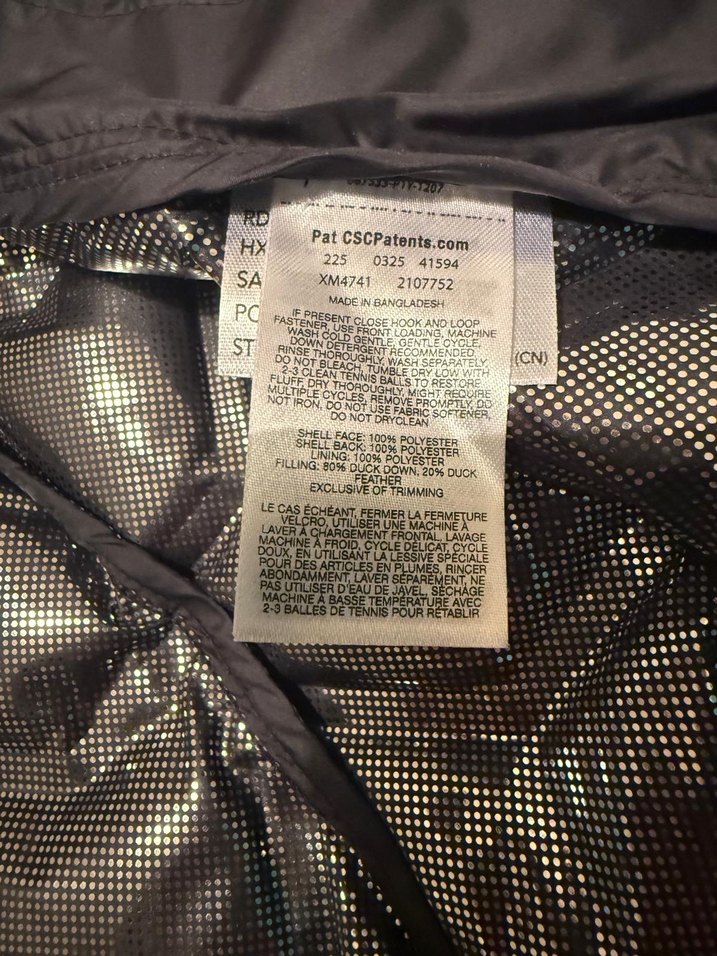 Pat CSCPatents.com
225 0325 41594
XM4741 2107752
MADE IN BANGLADESH
IF PRESENT CLOSE HOOK AND LOOP
FASTENER, USE FRONT LOADING, MACHINE
WASH COLD GENTLE, GENTLE CYCLE,
DOWN DETERGENT RECOMMENDED,
RINSE THOROUGHLY, WASH SEPARATELY,
DO NOT BLEACH, TUMBLE DRY LOW WITH
2-3 CLEAN TENNIS BALLS TO RESTORE
FLUFF, DRY THOROUGHLY, MIGHT REQUIRE
MULTIPLE CYCLES, REMOVE PROMPTLY, DO
NOT IRON. DO NOT USE FABRIC SOFTENER,
DO NOT DRYCLEAN
SHELL FACE: 100% POLYESTER
SHELL BACK: 100% POLYESTER
LINING: 100% POLYESTER
FILLING: 80% DUCK DOWN, 20% DUCK
FEATHER
EXCLUSIVE OF TRIMMING
LE CAS ÉCHÉANT, FERMER LA FERMETURE
VELCRO, UTILISER UNE MACHINE À
LAVER À CHARGEMENT FRONTAL, LAVAGE
MACHINE À FROID, CYCLE DÉLICAT, CYCLE
DOUX, EN UTILISANT LA LESSIVE SPÉCIALE
POUR DES ARTICLES EN PLUMES, RINCER
ABONDAMMENT, LAVER SÉPARÉMENT, NE
PAS UTILISER D'EAU DE JAVEL, SÉCHAGE
MACHINE À BASSE TEMPÉRATURE AVEC
2-3 BALLES DE TENNIS POUR RÉTABLIR
RD
HX
SA
PO
ST
(CN)